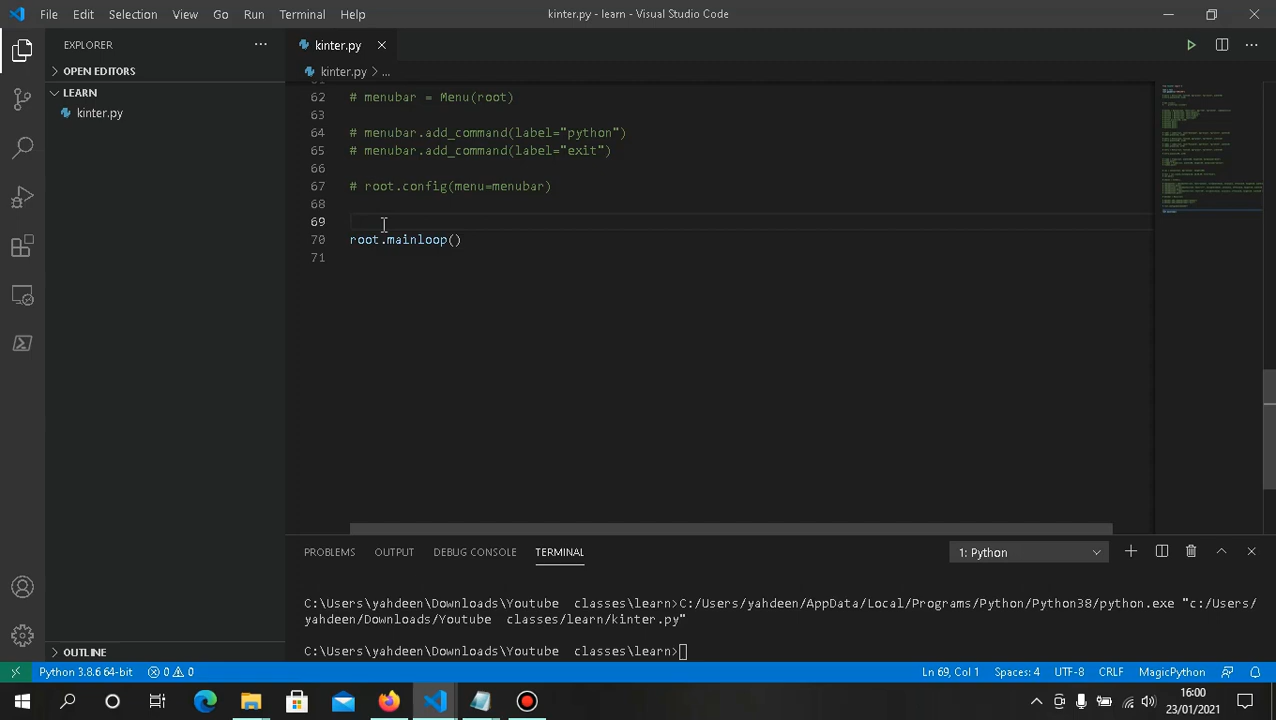 File Edit Selection View Go Run Terminal Help kinter.py - learn - Visual Studio Code
EXPLORER ... kinter.py
OPEN EDITORS kinter.py > ...
LEARN
kinter.py
62 # menubar = Menu(root)
63
64 # menubar.add_command(label="python")
65 # menubar.add_command(label="exit")
66
67 # root.config(menu=menubar)
68
69
70 root.mainloop()
71
PROBLEMS OUTPUT DEBUG CONSOLE TERMINAL 1: Python
C:\Users\yahdeen\Downloads\Youtube classes\learn>C:/Users/yahdeen/AppData/Local/Programs/Python/Python38/python.exe "c:/Users/
yahdeen/Downloads/Youtube classes/learn/kinter.py"
C:\Users\yahdeen\Downloads\Youtube classes\learn>
OUTLINE
Python 3.8.6 64-bit 0 0 Ln 69, Col 1 Spaces: 4 UTF-8 CRLF MagicPython
16:00
23/01/2021